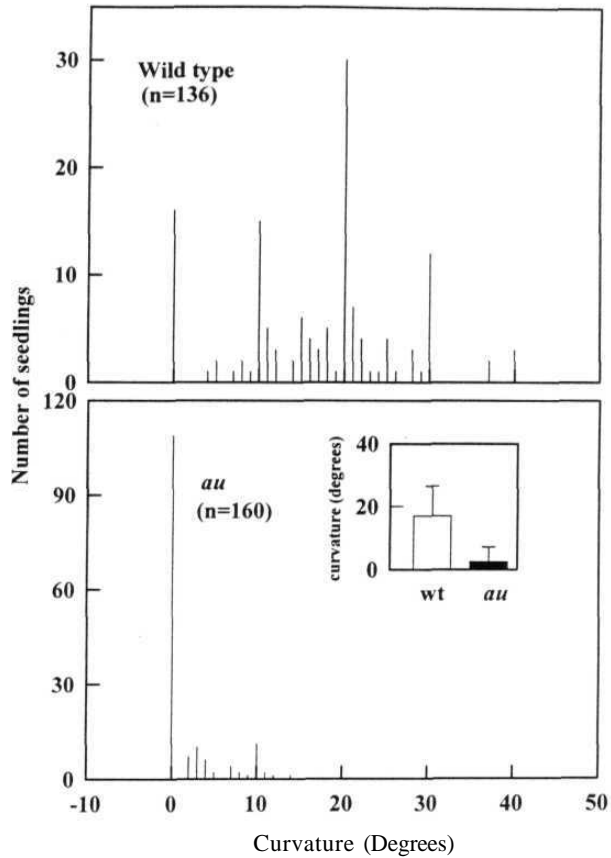 Number of seedlings
30
20
10
0
Wild type
(n=136)
120
90
60
30
0
au
(n=160)
curvature (degrees)
40
20
0
wt au
-10 0 10 20 30 40 50
Curvature (Degrees)